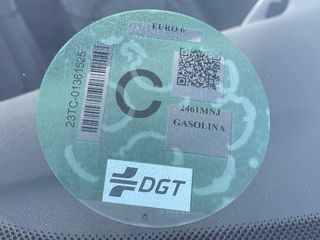 EURO 6
23TC-01361525
C
2461MNJ
GASOLINA
DGT